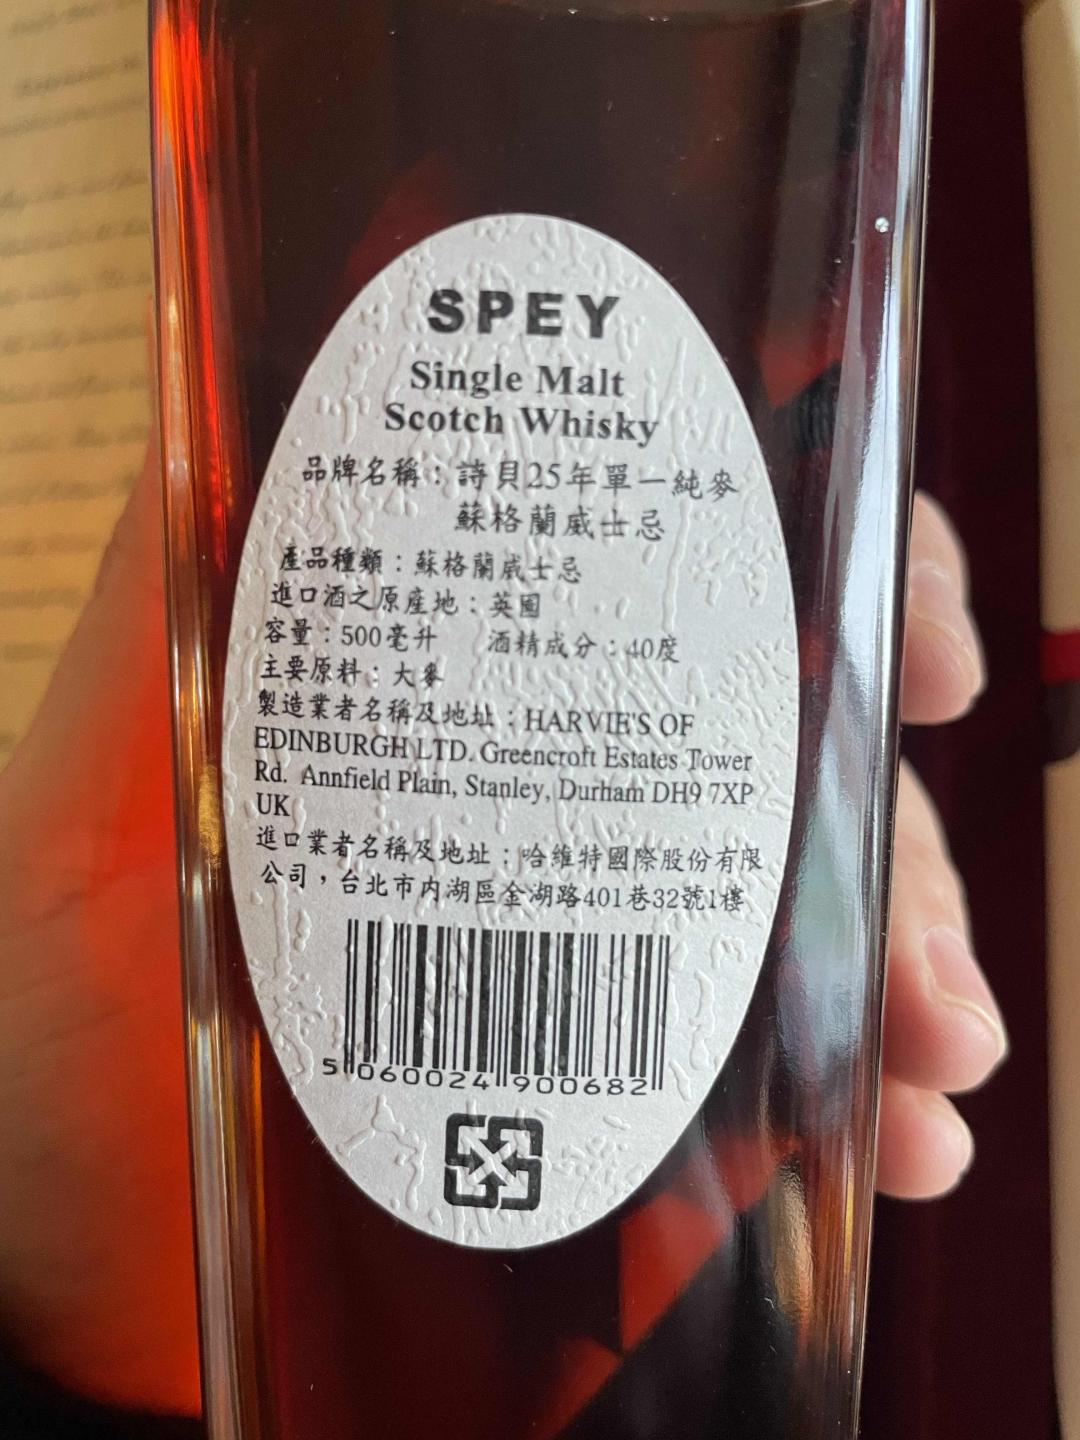 SPEY
Single Malt
Scotch Whisky
品牌名稱：詩貝25年單一純麥
蘇格蘭威士忌
產品種類：蘇格蘭威士忌
進口酒之原產地：英國
容量：500毫升 酒精成分：40度
主要原料：大麥
製造業者名稱及地址：HARVIE'S OF
EDINBURGH LTD. Greencroft Estates Tower
Rd. Annfield Plain, Stanley, Durham DH9 7XP
UK
進口業者名稱及地址：哈維特國際股份有限
公司，台北市內湖區金湖路401巷32號1樓
5 060024 900682